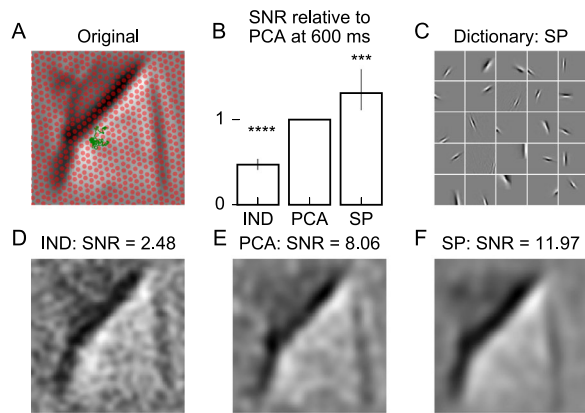 A
Original
B
SNR relative to
PCA at 600 ms
C
Dictionary: SP
***
****
1
0
IND
PCA
SP
D
IND: SNR = 2.48
E
PCA: SNR = 8.06
F
SP: SNR = 11.97